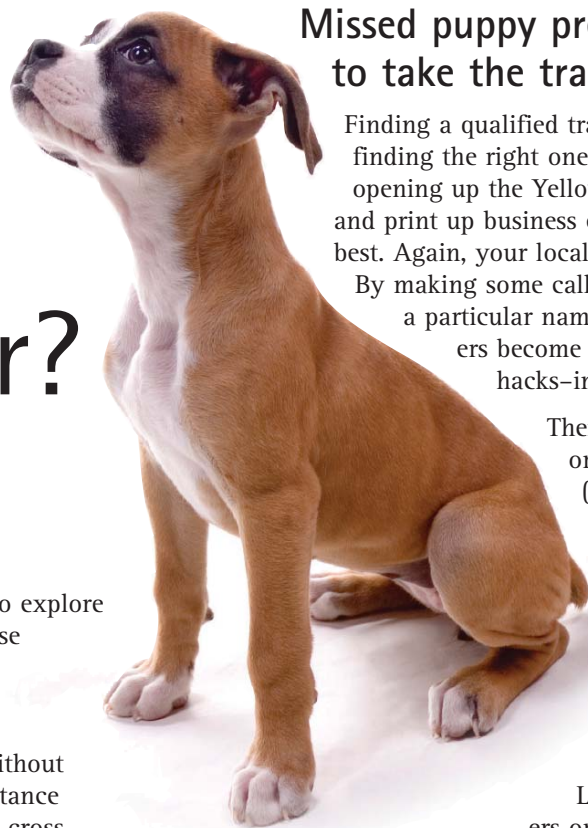 r?
o explore
se
ithout
tance
cross
Missed puppy pr
to take the tra
Finding a qualified tra
finding the right one
opening up the Yello
and print up business
best. Again, your local
By making some call
a particular nam
ers become
hacks–i
The
or
(
L
ers or